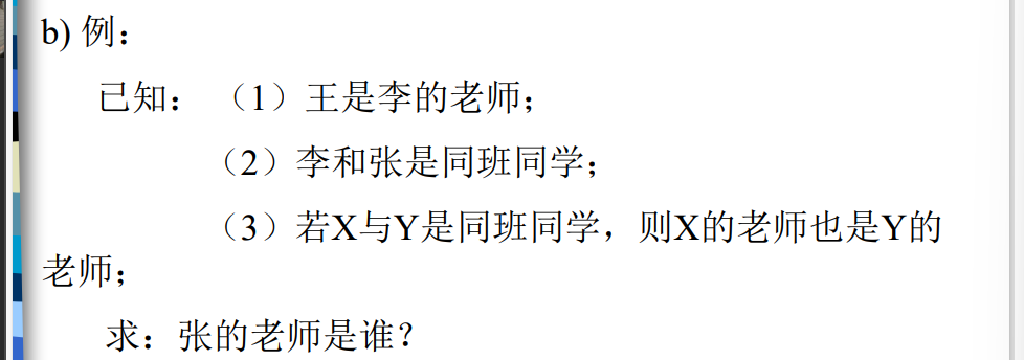 b) 例：
已知：（1）王是李的老师；
（2）李和张是同班同学；
（3）若X与Y是同班同学，则X的老师也是Y的
老师；
求：张的老师是谁？